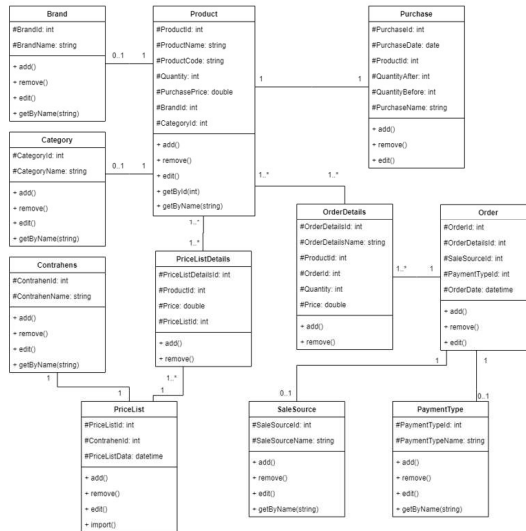 Brand
#BrandId: int
#BrandName: string
+ add()
+ remove()
+ edit()
+ getByName(string)
0..1
1
Product
#ProductId: int
#ProductName: string
#ProductCode: string
#Quantity: int
#PurchasePrice: double
#BrandId: int
#CategoryId: int
+ add()
+ remove()
+ edit()
+ getById(int)
+ getByName(string)
1
1
Purchase
#PurchaseId: int
#PurchaseDate: date
#ProductId: int
#QuantityAfter: int
#QuantityBefore: int
#PurchaseName: string
+ add()
+ remove()
+ edit()
Category
#CategoryId: int
#CategoryName: string
+ add()
+ remove()
+ edit()
+ getByName(string)
0..1
1
1..*
1..*
1..*
1..*
OrderDetails
#OrderDetailsId: int
#OrderDetailsName: string
#ProductId: int
#OrderId: int
#Quantity: int
#Price: double
+ add()
+ remove()
1..*
1
Order
#OrderId: int
#OrderDetailsId: int
#SaleSourceId: int
#PaymentTypeId: int
#OrderDate: datetime
+ add()
+ remove()
+ edit()
Contrahens
#ContrahenId: int
#ContrahenName: string
+ add()
+ remove()
+ edit()
+ getByName(string)
PriceListDetails
#PriceListDetailsId: int
#ProductId: int
#Price: double
#PriceListId: int
+ add()
+ remove()
1
1
1
1..*
1
0..1
1
0..1
PriceList
#PriceListId: int
#ContrahenId: int
#PriceListData: datetime
+ add()
+ remove()
+ edit()
+ import()
SaleSource
#SaleSourceId: int
#SaleSourceName: string
+ add()
+ remove()
+ edit()
+ getByName(string)
PaymentType
#PaymentTypeId: int
#PaymentTypeName: string
+ add()
+ remove()
+ edit()
+ getByName(string)